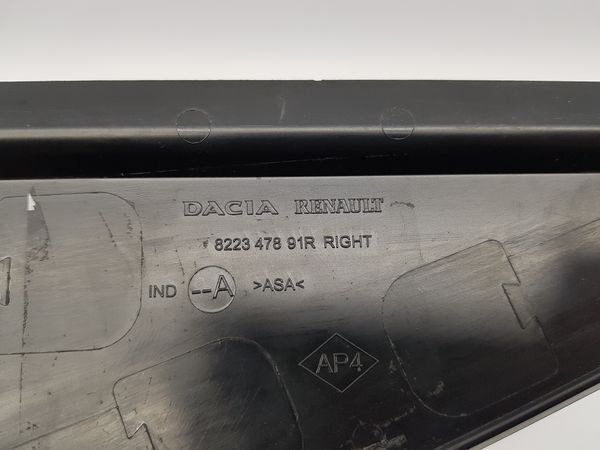 DACIA RENAULT
8223 478 91R RIGHT
IND --A >ASA<
AP4